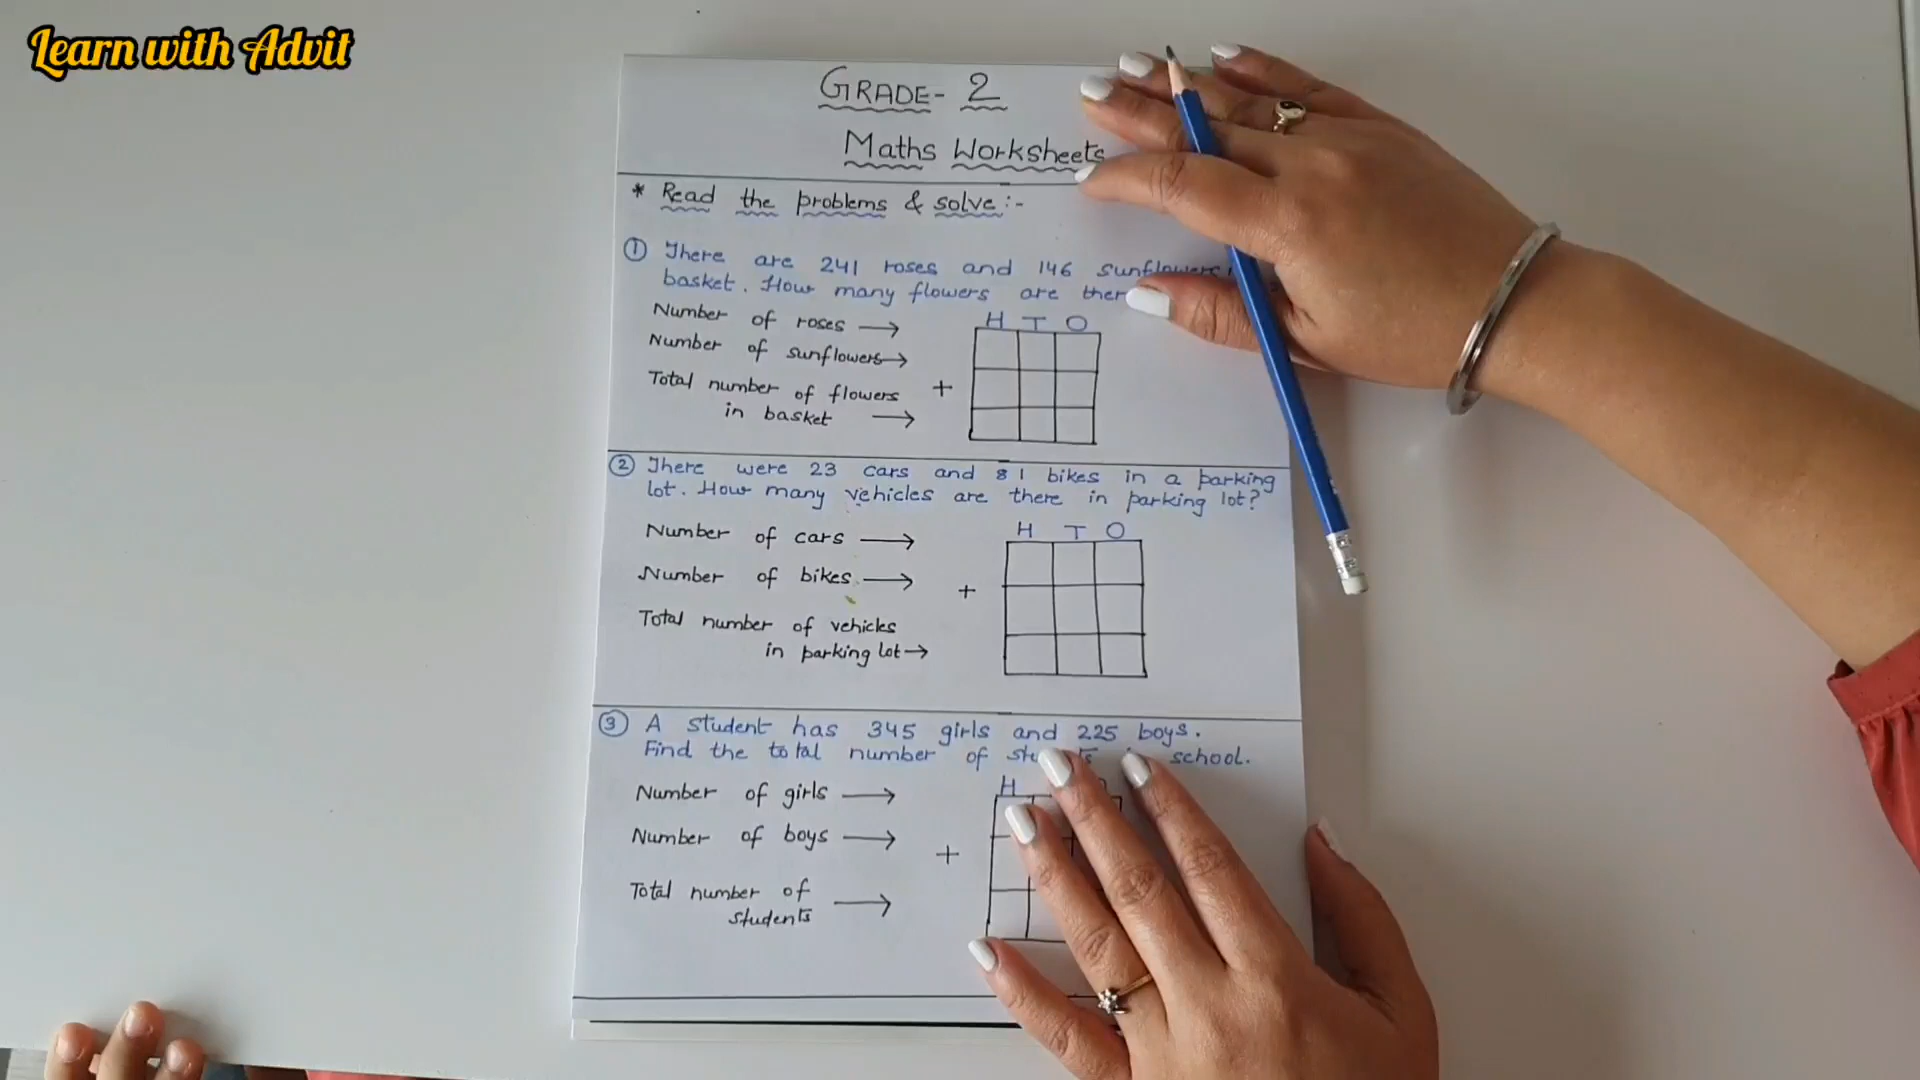 Learn with Advit
GRADE- 2
Maths Worksheets
* Read the problems & solve :-
① There are 241 roses and 146 sunflowers
basket. How many flowers are
H T O
Number of roses →
Number of sunflowers →
+
Total number of flowers
in basket →
② There were 23 cars and 81 bikes in a parking
lot. How many vehicles are there in parking lot?
H T O
Number of cars →
Number of bikes →
+
Total number of vehicles
in parking lot →
③ A student has 345 girls and 225 boys.
Find the total number of school.
H
Number of girls →
Number of boys →
+
Total number of
students →